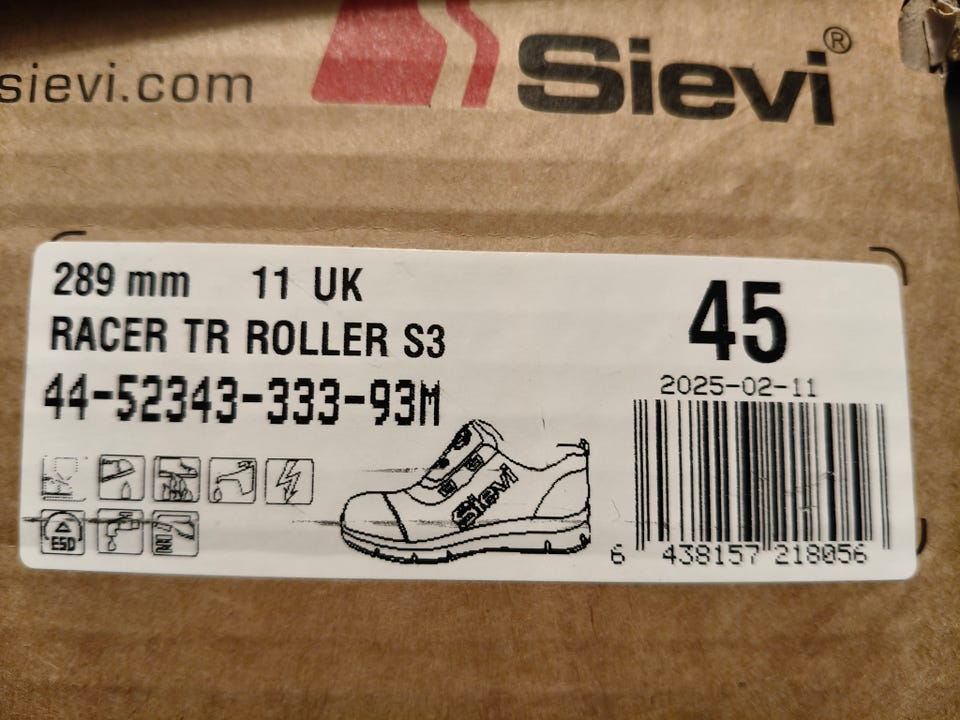 sievi.com
Sievi®
289 mm 11 UK
RACER TR ROLLER S3
44-52343-333-93M
45
2025-02-11
Sievi
ESD
6 438157 218056